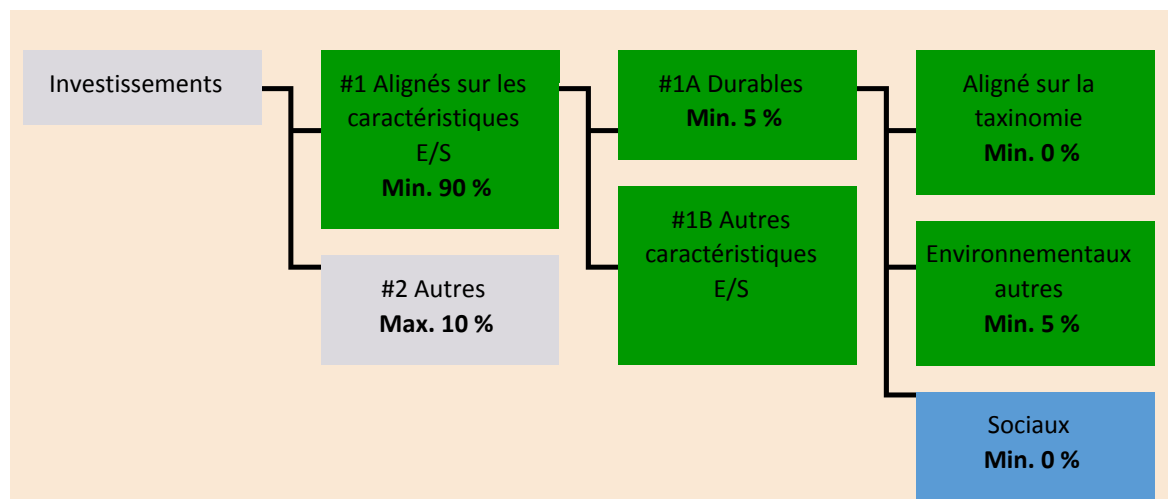 Investissements
#1 Alignés sur les
caractéristiques
E/S
Min. 90 %
#2 Autres
Max. 10 %
#1A Durables
Min. 5 %
#1B Autres
caractéristiques
E/S
Aligné sur la
taxinomie
Min. 0 %
Environnementaux
autres
Min. 5 %
Sociaux
Min. 0 %